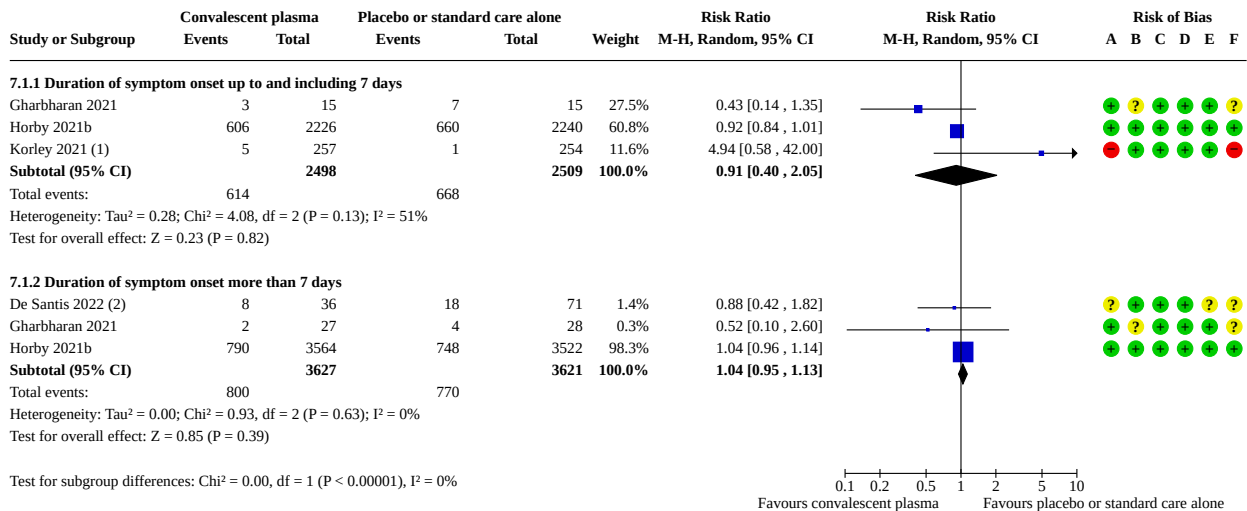 Convalescent plasma Placebo or standard care alone Risk Ratio Risk Ratio Risk of Bias
Study or Subgroup Events Total Events Total Weight M-H, Random, 95% CI M-H, Random, 95% CI A B C D E F
7.1.1 Duration of symptom onset up to and including 7 days
Gharbharan 2021 3 15 7 15 27.5% 0.43 [0.14 , 1.35] + ? + + + ?
Horby 2021b 606 2226 660 2240 60.8% 0.92 [0.84 , 1.01] + + + + + +
Korley 2021 (1) 5 257 1 254 11.6% 4.94 [0.58 , 42.00] − + + + + −
Subtotal (95% CI) 2498 2509 100.0% 0.91 [0.40 , 2.05]
Total events: 614 668
Heterogeneity: Tau² = 0.28; Chi² = 4.08, df = 2 (P = 0.13); I² = 51%
Test for overall effect: Z = 0.23 (P = 0.82)
7.1.2 Duration of symptom onset more than 7 days
De Santis 2022 (2) 8 36 18 71 1.4% 0.88 [0.42 , 1.82] ? + + + ? ?
Gharbharan 2021 2 27 4 28 0.3% 0.52 [0.10 , 2.60] + ? + + + ?
Horby 2021b 790 3564 748 3522 98.3% 1.04 [0.96 , 1.14] + + + + + +
Subtotal (95% CI) 3627 3621 100.0% 1.04 [0.95 , 1.13]
Total events: 800 770
Heterogeneity: Tau² = 0.00; Chi² = 0.93, df = 2 (P = 0.63); I² = 0%
Test for overall effect: Z = 0.85 (P = 0.39)
Test for subgroup differences: Chi² = 0.00, df = 1 (P < 0.00001), I² = 0%
0.1 0.2 0.5 1 2 5 10
Favours convalescent plasma Favours placebo or standard care alone